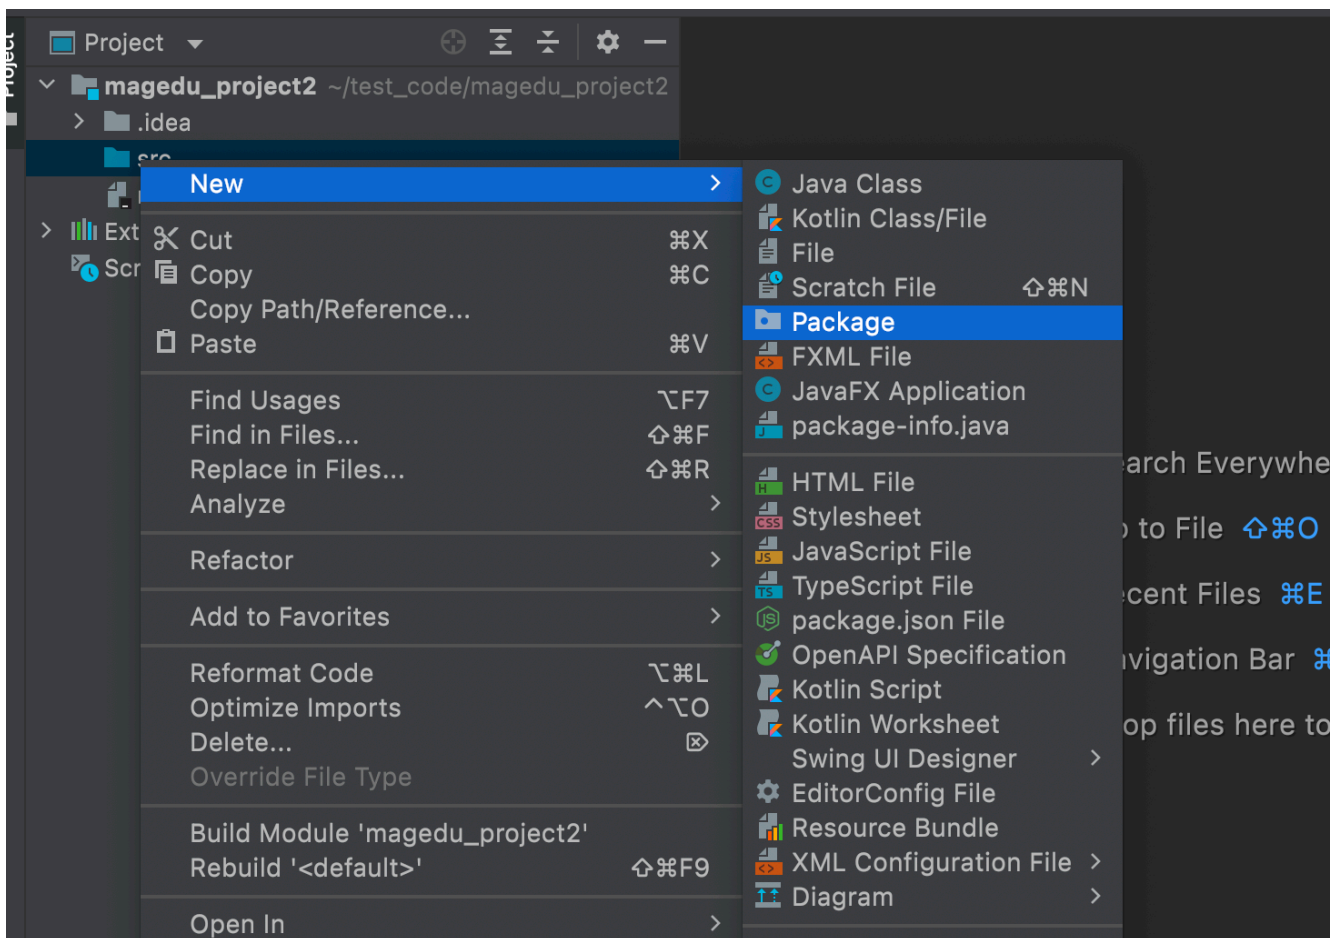 Project
Project
magedu_project2 ~/test_code/magedu_project2
.idea
src
New
Cut ⌘X
Copy ⌘C
Copy Path/Reference...
Paste ⌘V
Find Usages ⌥F7
Find in Files... ⇧⌘F
Replace in Files... ⇧⌘R
Analyze
Refactor
Add to Favorites
Reformat Code ⌥⌘L
Optimize Imports ^⌥O
Delete... ⌦
Override File Type
Build Module 'magedu_project2'
Rebuild '<default>' ⇧⌘F9
Open In
Ext
Scr
Java Class
Kotlin Class/File
File
Scratch File ⇧⌘N
Package
FXML File
JavaFX Application
package-info.java
HTML File
Stylesheet
JavaScript File
TypeScript File
package.json File
OpenAPI Specification
Kotlin Script
Kotlin Worksheet
Swing UI Designer
EditorConfig File
Resource Bundle
XML Configuration File
Diagram
earch Everywhe
to File ⇧⌘O
ecent Files ⌘E
avigation Bar ⌘
op files here to